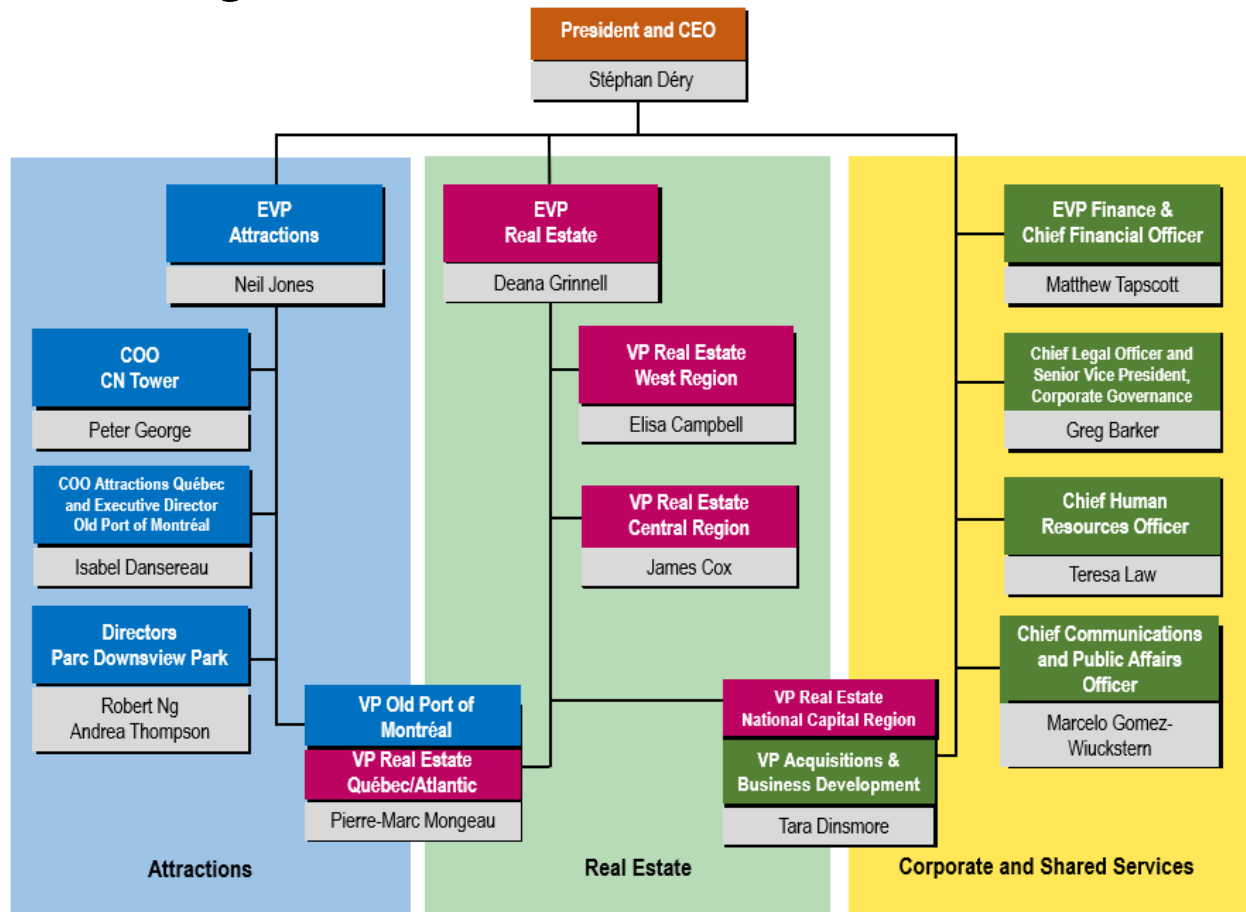 President and CEO
Stéphan Déry
EVP
Attractions
Neil Jones
COO
CN Tower
Peter George
COO Attractions Québec
and Executive Director
Old Port of Montréal
Isabel Dansereau
Directors
Parc Downsview Park
Robert Ng
Andrea Thompson
VP Old Port of
Montréal
VP Real Estate
Québec/Atlantic
Pierre-Marc Mongeau
Attractions
EVP
Real Estate
Deana Grinnell
VP Real Estate
West Region
Elisa Campbell
VP Real Estate
Central Region
James Cox
VP Real Estate
National Capital Region
VP Acquisitions &
Business Development
Tara Dinsmore
Real Estate
EVP Finance &
Chief Financial Officer
Matthew Tapscott
Chief Legal Officer and
Senior Vice President,
Corporate Governance
Greg Barker
Chief Human
Resources Officer
Teresa Law
Chief Communications
and Public Affairs
Officer
Marcelo Gomez-
Wiuckstern
Corporate and Shared Services